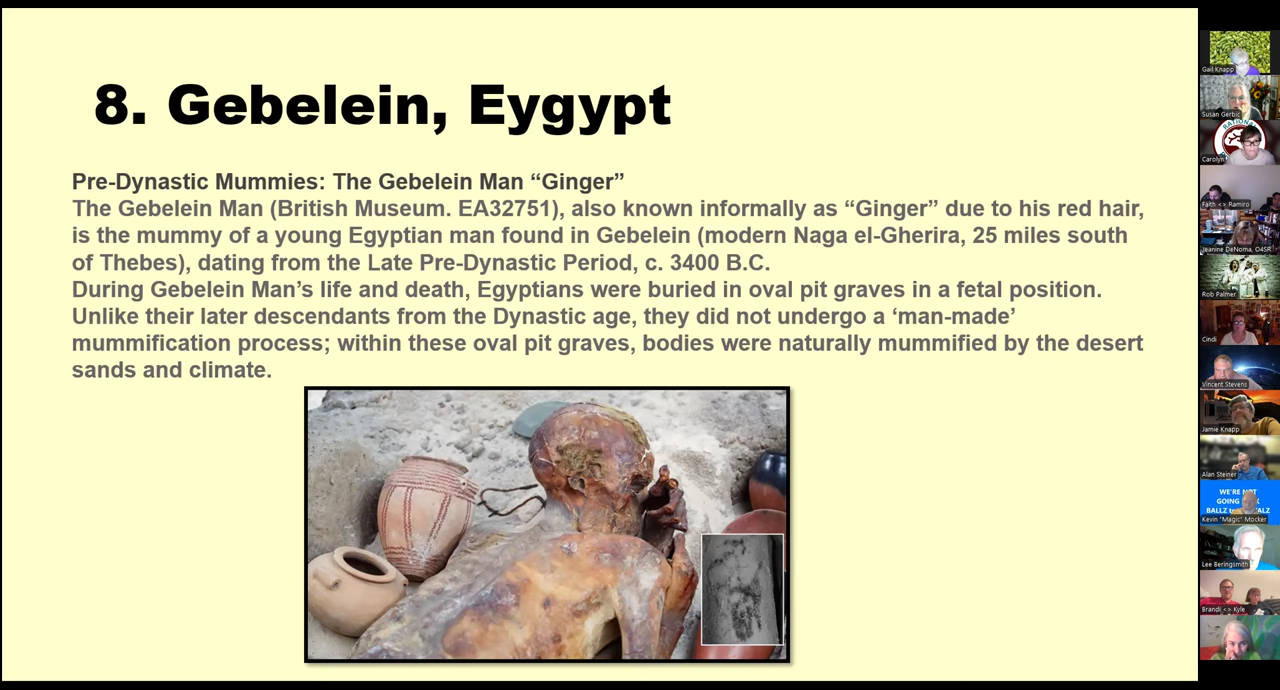 8. Gebelein, Eygypt
Pre-Dynastic Mummies: The Gebelein Man “Ginger”
The Gebelein Man (British Museum. EA32751), also known informally as “Ginger” due to his red hair,
is the mummy of a young Egyptian man found in Gebelein (modern Naga el-Gherira, 25 miles south
of Thebes), dating from the Late Pre-Dynastic Period, c. 3400 B.C.
During Gebelein Man’s life and death, Egyptians were buried in oval pit graves in a fetal position.
Unlike their later descendants from the Dynastic age, they did not undergo a ‘man-made’
mummification process; within these oval pit graves, bodies were naturally mummified by the desert
sands and climate.
Gail Knapp
Susan Gerbic
Carolyn
Faith <> Ramiro
Jeanine DeNoma, O4SR
Rob Palmer
Cindi
Vincent Stevens
Jamie Knapp
Alan Steiner
WE'RE NOT
GOING
BALLZ
Kevin "Magic" Mocker
Lee Beringsmith
Brandi <> Kyle